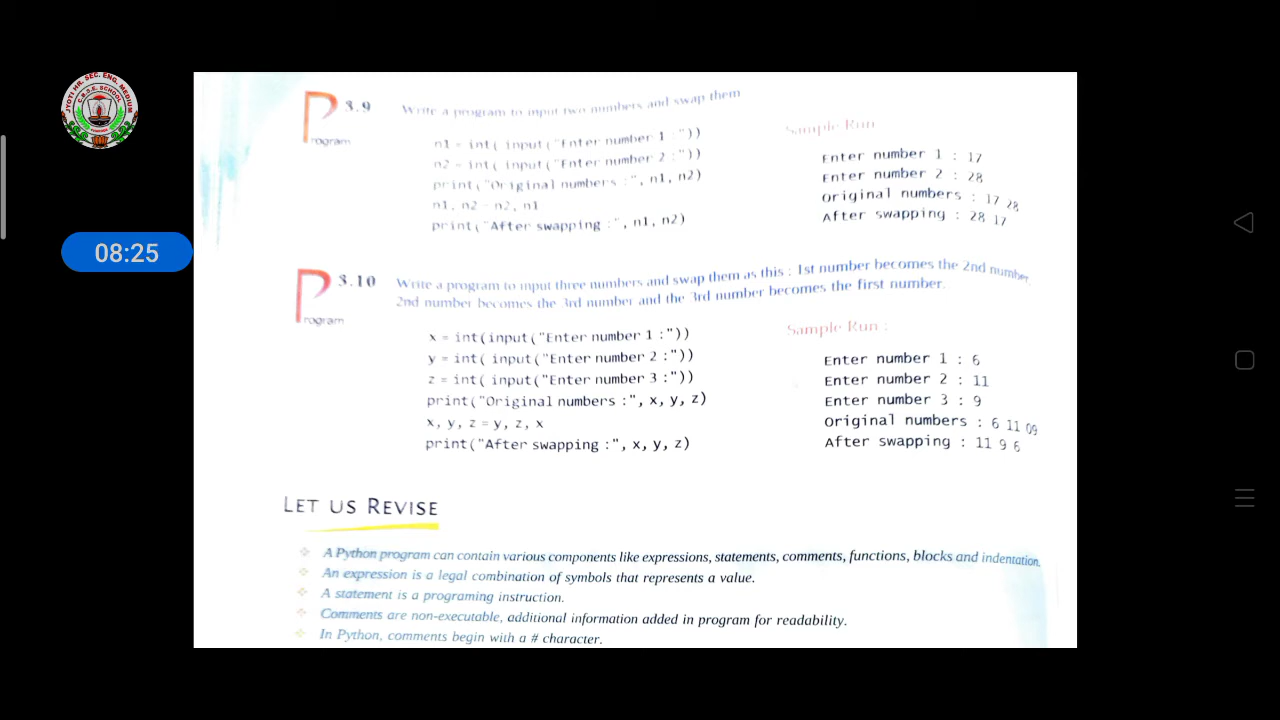 JYOTI HR. SEC. ENG. MEDIUM
C.B.S.E. SCHOOL
08:25
Program 3.9 Write a program to input two numbers and swap them
n1 = int( input("Enter number 1 :"))
n2 = int( input("Enter number 2 :"))
print("Original numbers :", n1, n2)
n1, n2 = n2, n1
print("After swapping :", n1, n2)
Sample Run
Enter number 1 : 17
Enter number 2 : 28
Original numbers : 17 28
After swapping : 28 17
Program 3.10 Write a program to input three numbers and swap them as this : 1st number becomes the 2nd number,
2nd number becomes the 3rd number and the 3rd number becomes the first number.
x = int(input("Enter number 1 :"))
y = int( input("Enter number 2 :"))
z = int( input("Enter number 3 :"))
print("Original numbers :", x, y, z)
x, y, z = y, z, x
print("After swapping :", x, y, z)
Sample Run :
Enter number 1 : 6
Enter number 2 : 11
Enter number 3 : 9
Original numbers : 6 11 09
After swapping : 11 9 6
LET US REVISE
A Python program can contain various components like expressions, statements, comments, functions, blocks and indentation.
An expression is a legal combination of symbols that represents a value.
A statement is a programing instruction.
Comments are non-executable, additional information added in program for readability.
In Python, comments begin with a # character.